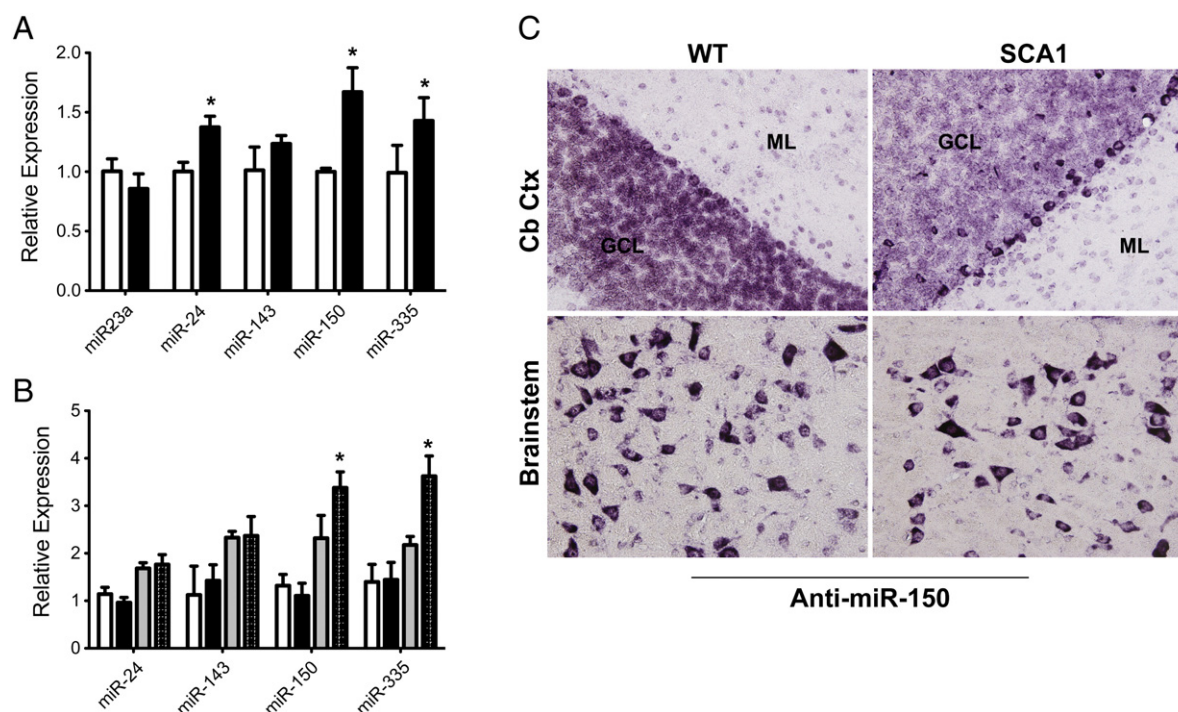 A
Relative Expression
2.0
1.5
1.0
0.5
0.0
* * *
miR23a
miR-24
miR-143
miR-150
miR-335
B
Relative Expression
5
4
3
2
1
0
* *
miR-24
miR-143
miR-150
miR-335
C
WT SCA1
Cb Ctx
ML
GCL
GCL
ML
Brainstem
Anti-miR-150